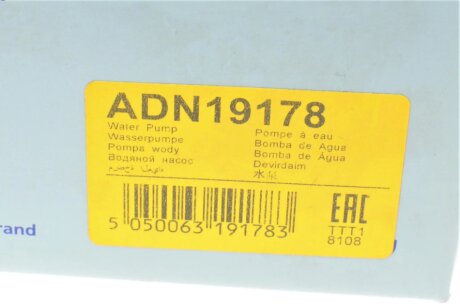 ADN19178
Water Pump
Wasserpumpe
Pompa wody
Водяной насос
Pompe à eau
Bomba de Agua
Bomba de Água
Devirdaim
水泵
EAC
5 050063 191783
TTT1
8108
rand